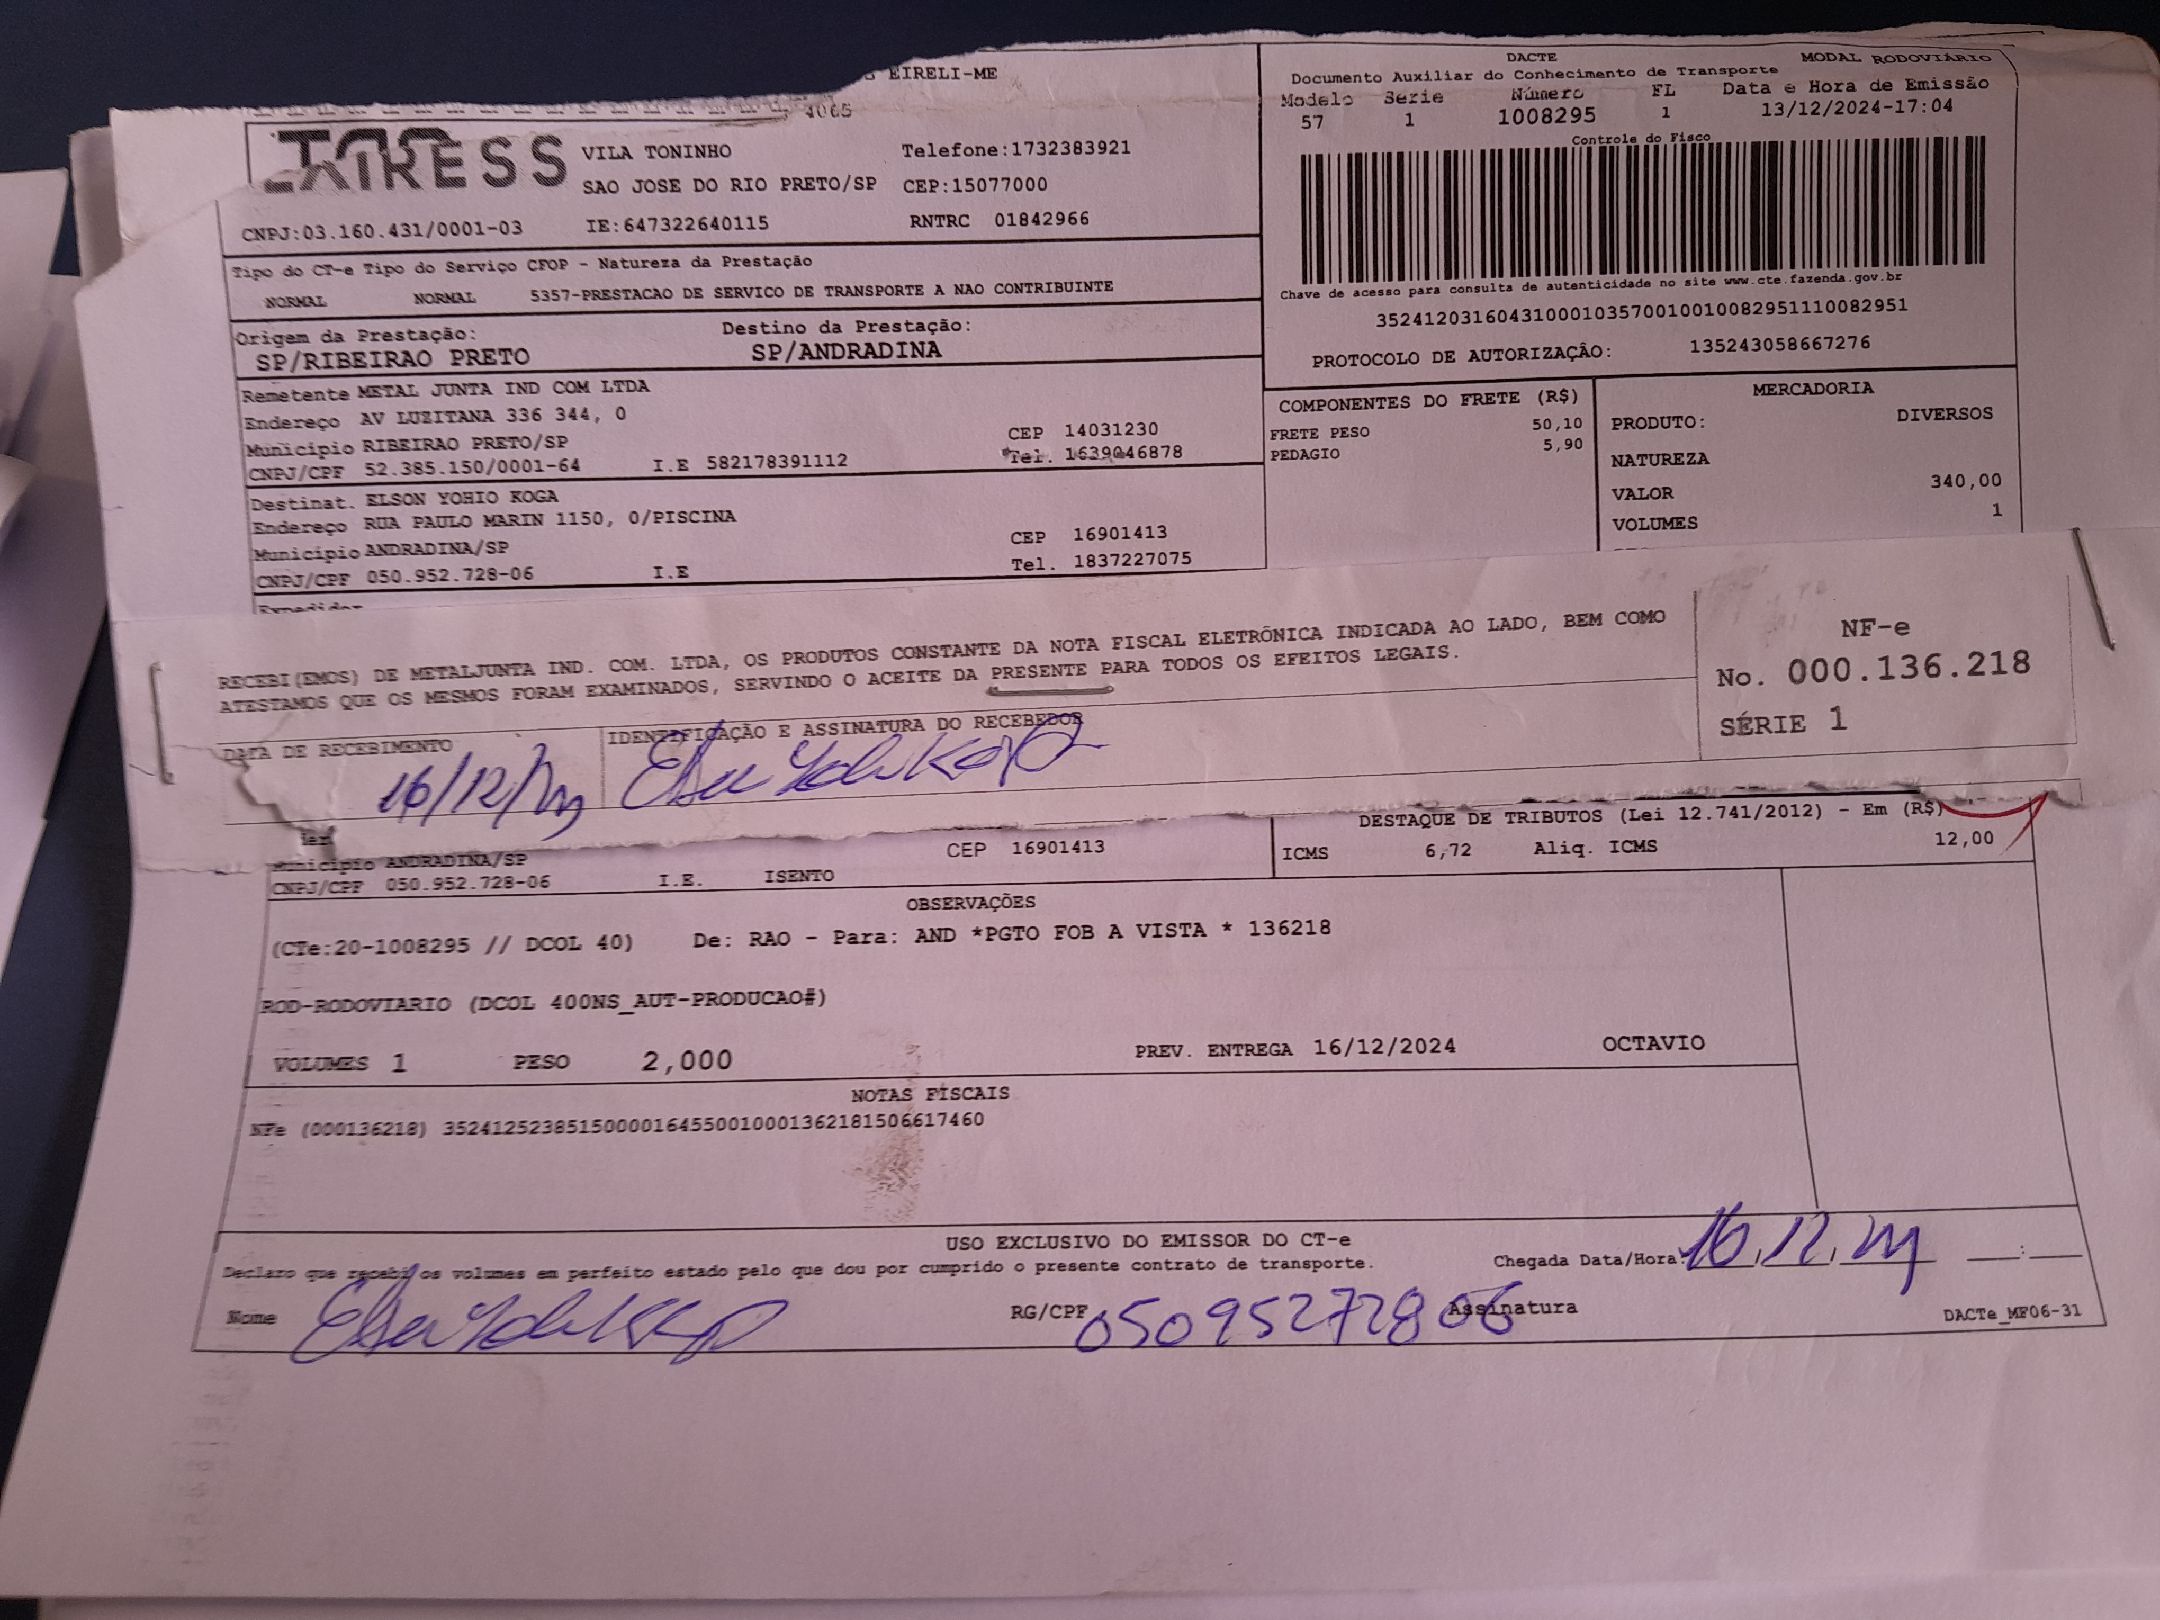 EIRELI-ME
4065
VILA TONINHO Telefone:1732383921
SAO JOSE DO RIO PRETO/SP CEP:15077000
CNPJ:03.160.431/0001-03 IE:647322640115 RNTRC 01842966
Tipo do CT-e Tipo do Serviço CFOP - Natureza da Prestação
NORMAL NORMAL 5357-PRESTACAO DE SERVICO DE TRANSPORTE A NAO CONTRIBUINTE
Origem da Prestação: Destino da Prestação:
SP/RIBEIRAO PRETO SP/ANDRADINA
Remetente METAL JUNTA IND COM LTDA
Endereço AV LUZITANA 336 344, 0
Municipio RIBEIRAO PRETO/SP CEP 14031230
CNPJ/CPF 52.385.150/0001-64 I.E 582178391112 Tel. 1639046878
Destinat. ELSON YOHIO KOGA
Endereço RUA PAULO MARIN 1150, 0/PISCINA
Municipio ANDRADINA/SP CEP 16901413
CNPJ/CPF 050.952.728-06 I.E Tel. 1837227075
Expedidor
DACTE MODAL RODOVIÁRIO
Documento Auxiliar do Conhecimento de Transporte
Modelo Serie Número FL Data e Hora de Emissão
57 1 1008295 1 13/12/2024-17:04
Controle do Fisco
Chave de acesso para consulta de autenticidade no site www.cte.fazenda.gov.br
35241203160431000103570010010082951110082951
PROTOCOLO DE AUTORIZAÇÃO: 135243058667276
COMPONENTES DO FRETE (R$)
FRETE PESO 50,10
PEDAGIO 5,90
MERCADORIA
PRODUTO: DIVERSOS
NATUREZA
VALOR 340,00
VOLUMES 1
RECEBI(EMOS) DE METALJUNTA IND. COM. LTDA, OS PRODUTOS CONSTANTE DA NOTA FISCAL ELETRÔNICA INDICADA AO LADO, BEM COMO
ATESTAMOS QUE OS MESMOS FORAM EXAMINADOS, SERVINDO O ACEITE DA PRESENTE PARA TODOS OS EFEITOS LEGAIS.
DATA DE RECEBIMENTO IDENTIFICAÇÃO E ASSINATURA DO RECEBEDOR
16/12/24
NF-e
No. 000.136.218
SÉRIE 1
Municipio ANDRADINA/SP CEP 16901413
CNPJ/CPF 050.952.728-06 I.E. ISENTO
DESTAQUE DE TRIBUTOS (Lei 12.741/2012) - Em (R$)
ICMS 6,72 Aliq. ICMS 12,00
OBSERVAÇÕES
(CTe:20-1008295 // DCOL 40) De: RAO - Para: AND *PGTO FOB A VISTA * 136218
ROD-RODOVIARIO (DCOL 400NS_AUT-PRODUCAO#)
VOLUMES 1 PESO 2,000 PREV. ENTREGA 16/12/2024 OCTAVIO
NOTAS FISCAIS
NFe (000136218) 35241252385150000164550010001362181506617460
USO EXCLUSIVO DO EMISSOR DO CT-e
Declaro que recebi os volumes em perfeito estado pelo que dou por cumprido o presente contrato de transporte. Chegada Data/Hora: 16,12,24
Nome RG/CPF 05095272806 Assinatura DACTe_MF06-31